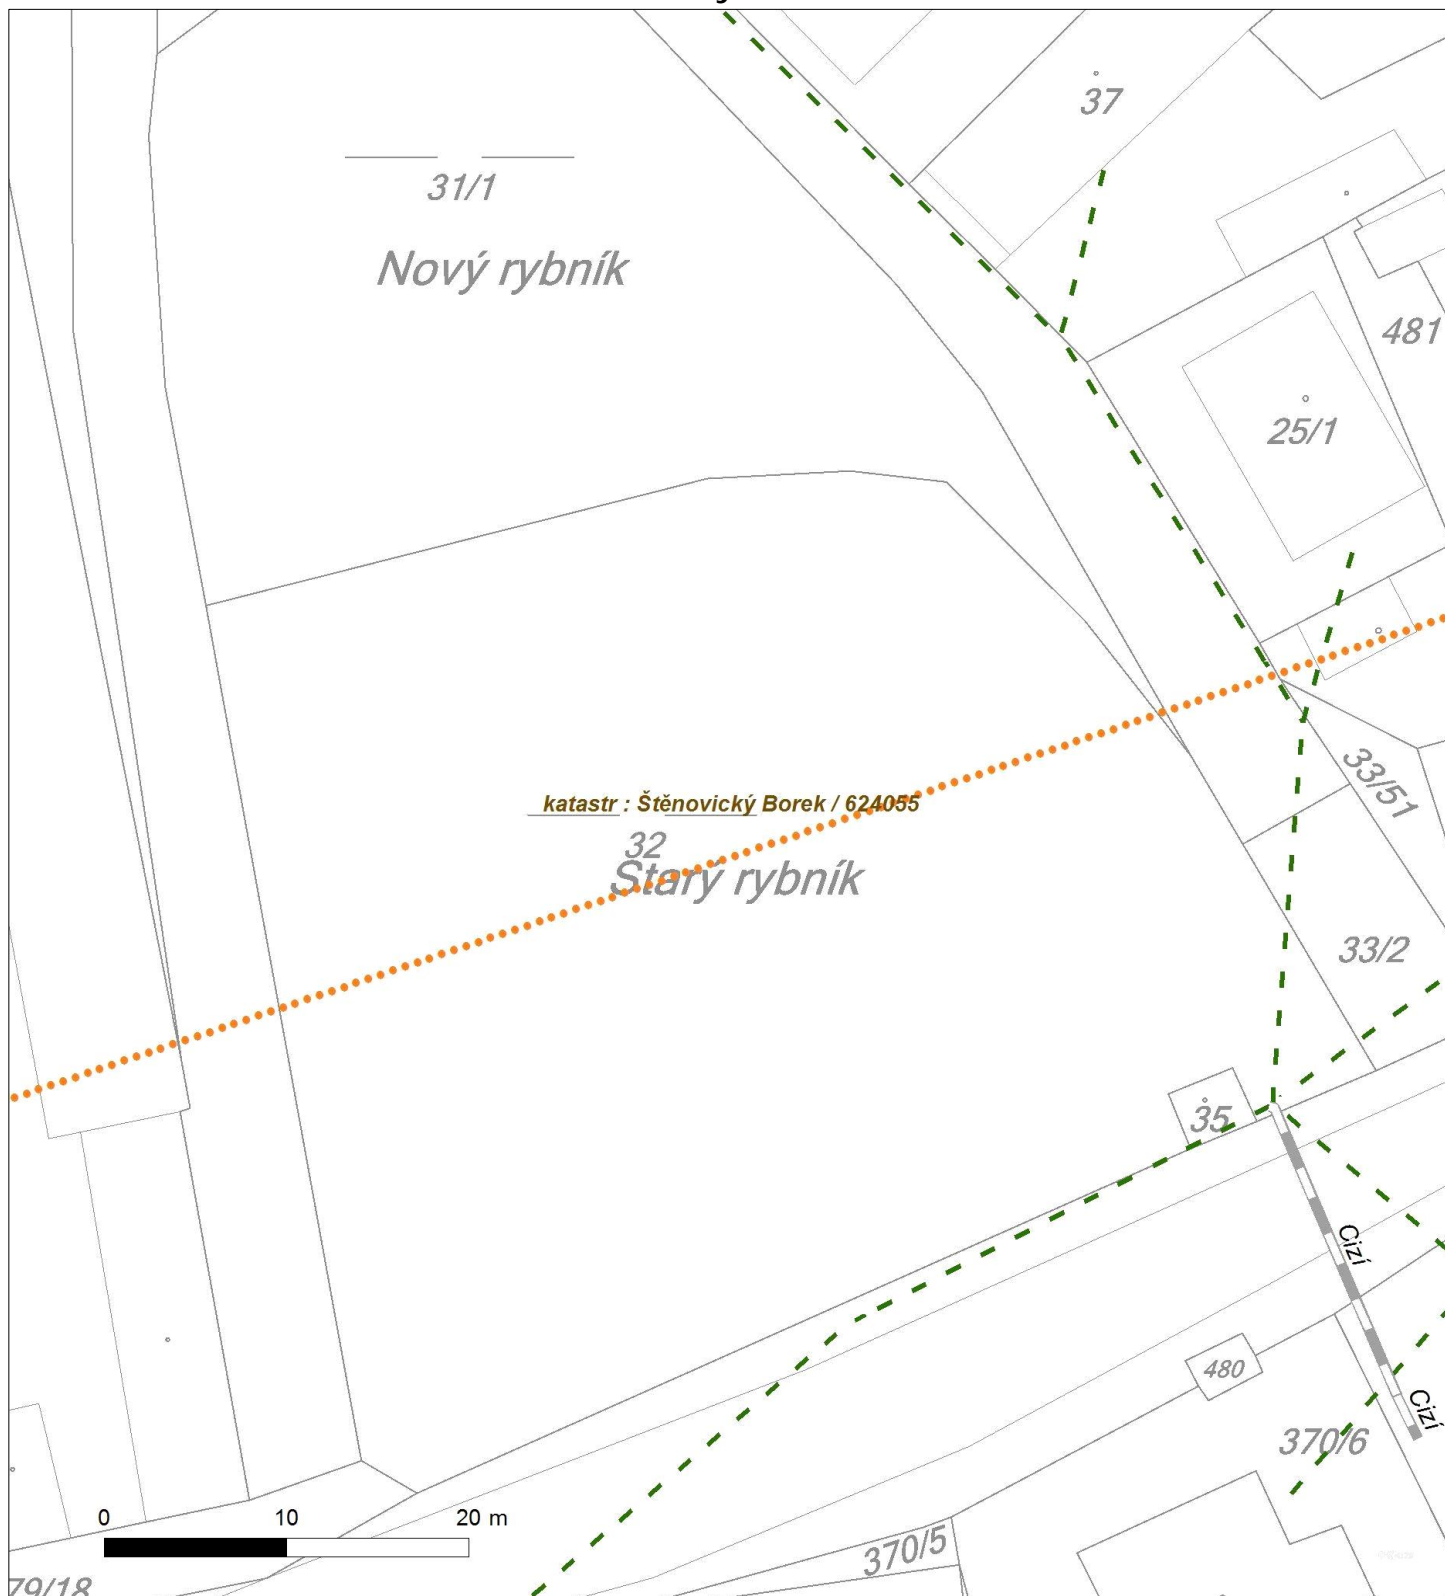 37
31/1
Nový rybník
481
25/1
katastr : Štěnovický Borek / 624055
33/51
32
Starý rybník
33/2
35
Cizí
480
Cizí
370/6
0 10 20 m
370/5
79/18